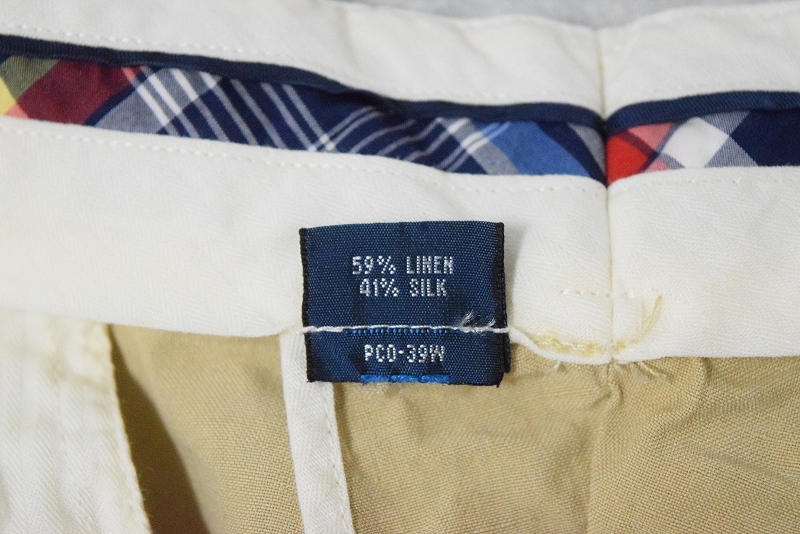 59% LINEN
41% SILK
PCO-39W